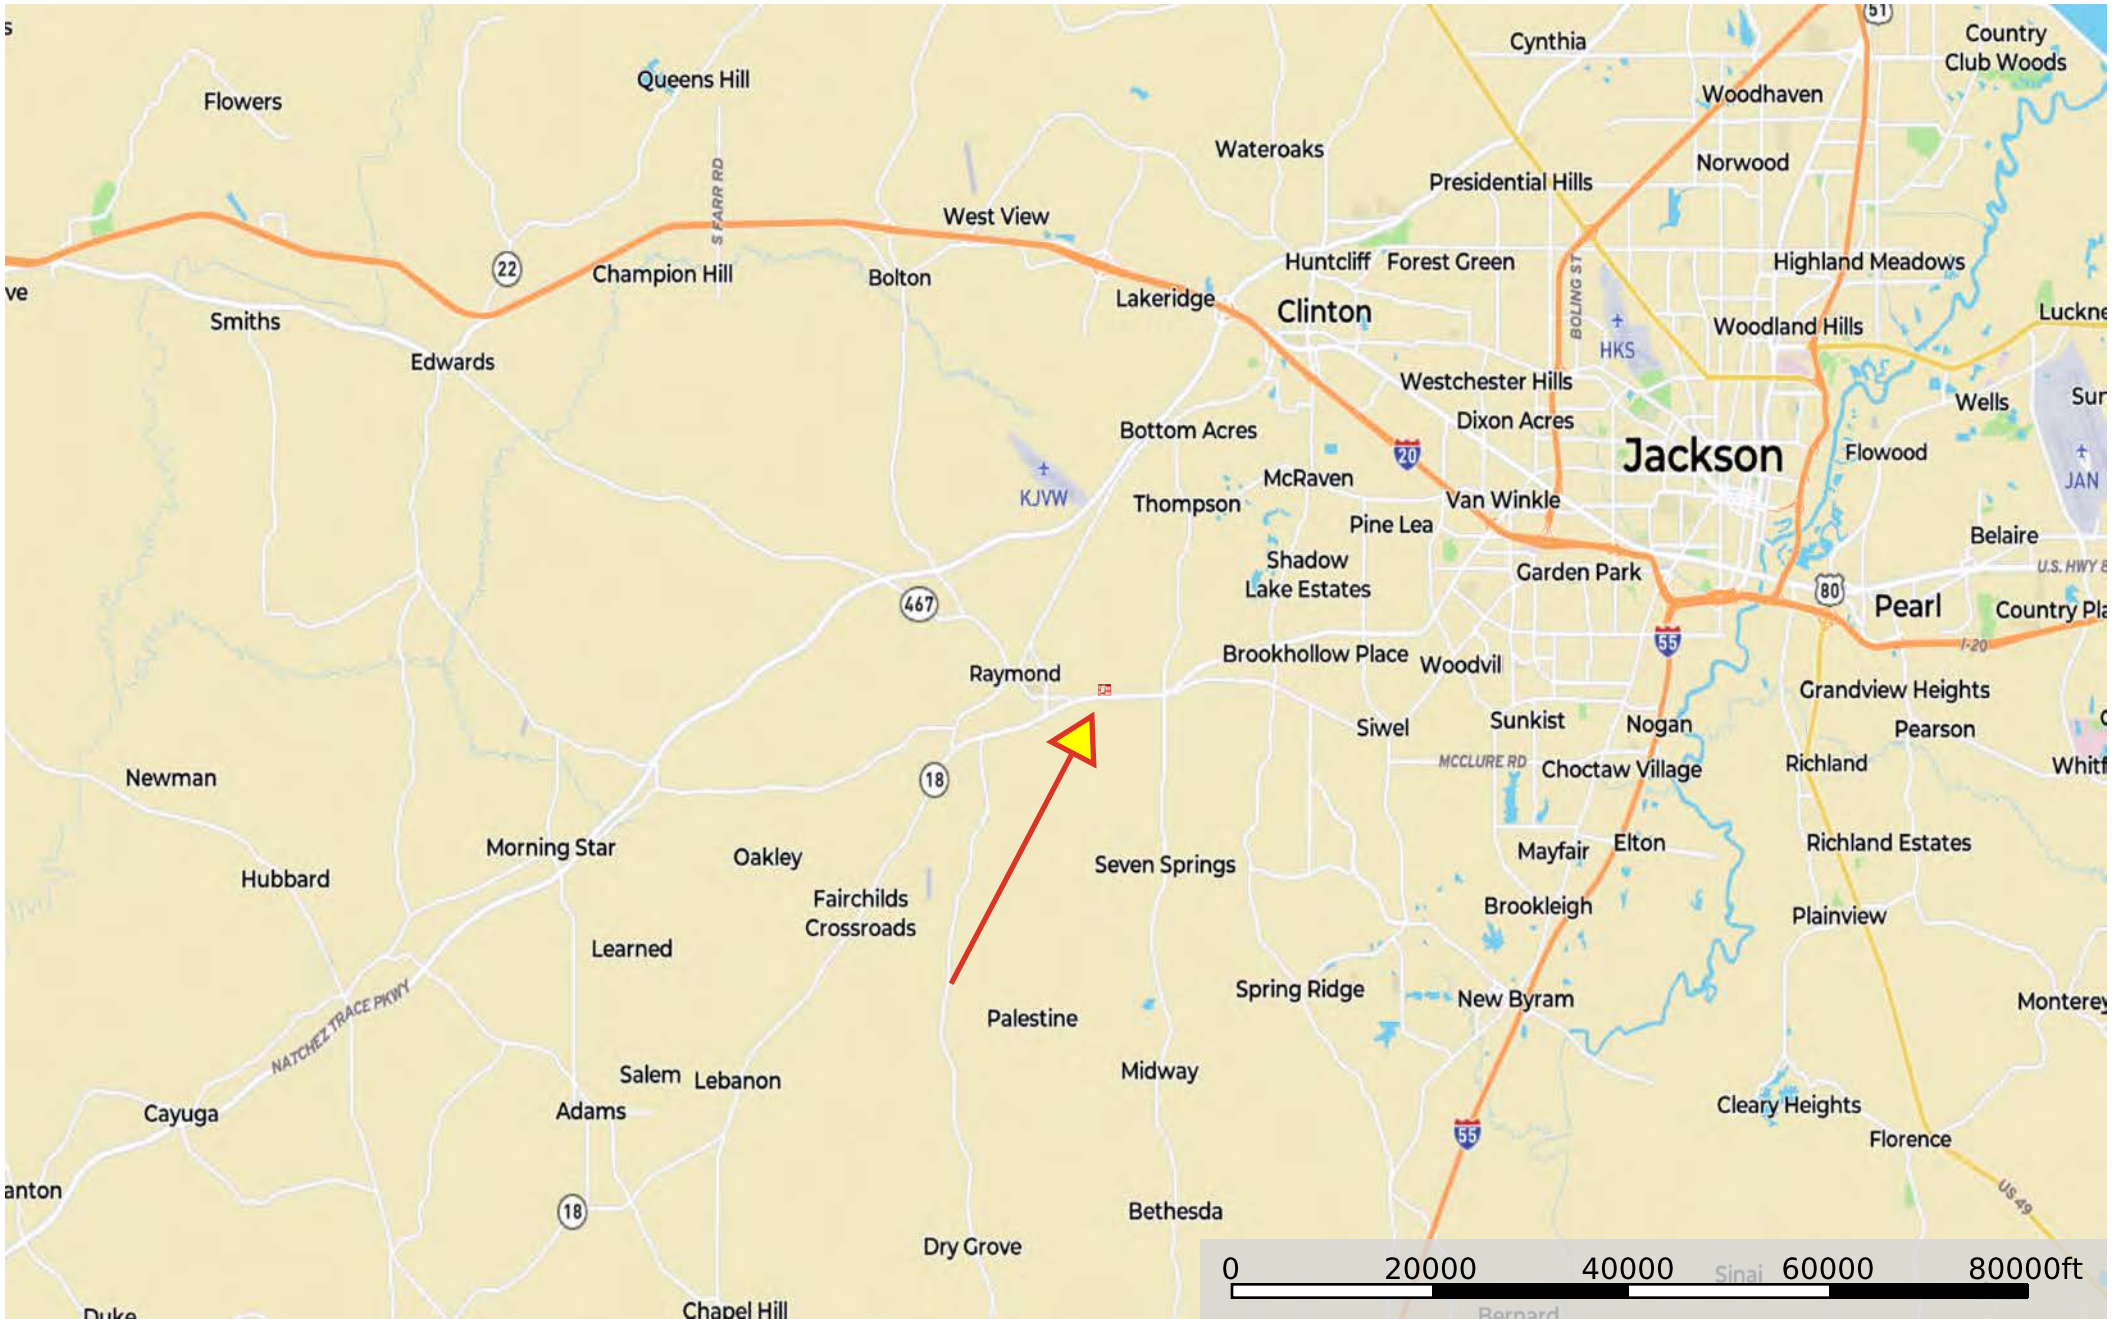 51
Country
Club Woods
Cynthia
Queens Hill
Flowers
Woodhaven
Wateroaks
Norwood
Presidential Hills
S FARR RD
West View
22
Champion Hill
Bolton
Huntcliff
Forest Green
BOLING ST
Highland Meadows
Lakeridge
Clinton
Smiths
HKS
Woodland Hills
Luckne
ve
Edwards
Westchester Hills
Dixon Acres
Wells
Sur
Bottom Acres
Jackson
Flowood
20
McRaven
JAN
KJVW
Thompson
Van Winkle
Pine Lea
Belaire
Shadow
Lake Estates
Garden Park
U.S. HWY 8
80
467
Pearl
Country Pla
55
I-20
Raymond
Brookhollow Place
Woodvil
Grandview Heights
Siwel
Sunkist
Nogan
Pearson
Newman
18
MCCLURE RD
Choctaw Village
Richland
Whitf
Morning Star
Oakley
Seven Springs
Mayfair
Elton
Richland Estates
Hubbard
Fairchilds
Crossroads
Brookleigh
Plainview
Learned
NATCHEZ TRACE PKWY
Spring Ridge
New Byram
Palestine
Monterey
Salem
Lebanon
Midway
Cayuga
Adams
Cleary Heights
55
Florence
anton
18
Bethesda
US 49
Dry Grove
0 20000 40000 60000 80000ft
Sinai
Duke
Chapel Hill
Bernard